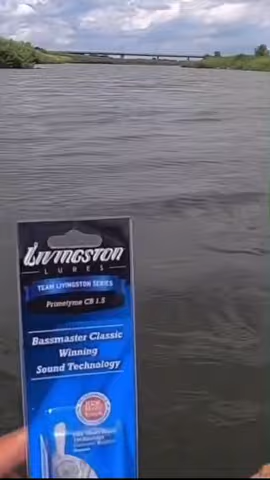 LIVINGSTON
LURES
TEAM LIVINGSTON SERIES
Primetyme CB 1.5
Bassmaster Classic
Winning
Sound Technology